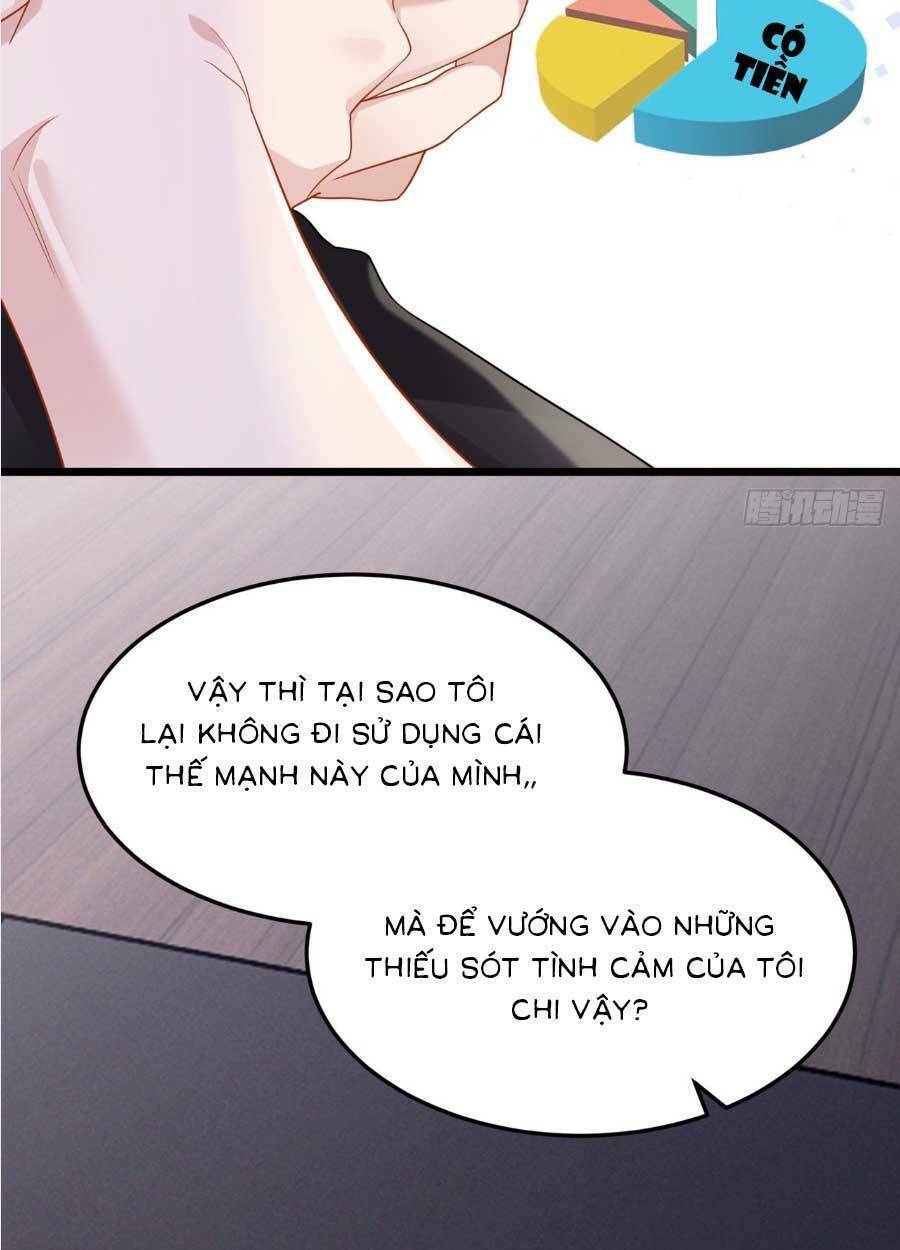 CÓ
TIỀN
腾讯动漫
VẬY THÌ TẠI SAO TÔI
LẠI KHÔNG ĐI SỬ DỤNG CÁI
THẾ MẠNH NÀY CỦA MÌNH,,
MÀ ĐỂ VƯỚNG VÀO NHỮNG
THIẾU SÓT TÌNH CẢM CỦA TÔI
CHI VẬY?